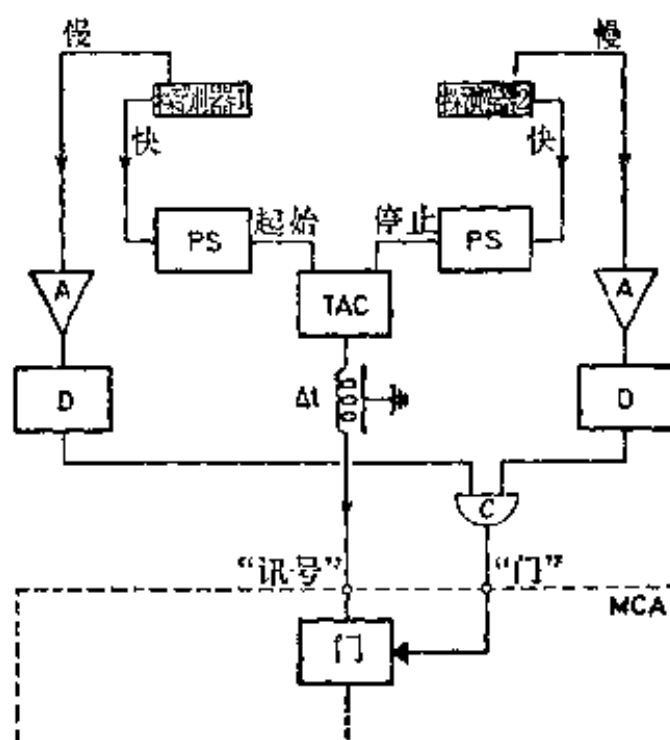 慢 慢
探测器1 探测器2
快 快
PS 起始 停止 PS
A TAC A
D Δt D
C
“讯号” “门”
MCA
门